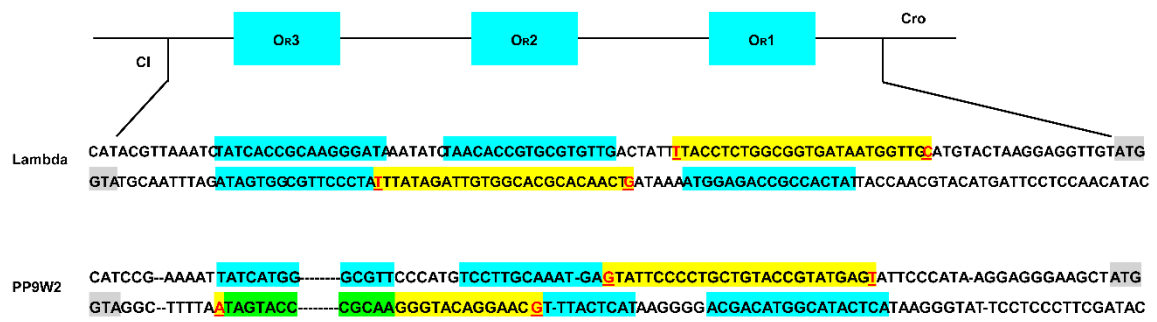 Cro
OR3 OR2 OR1
CI
CATACGTTAAATCTATCACCGCAAGGGATAAATATCTAACACCGTGCGTGTTGACTATTTTACCTCTGGCGGTGATAATGGTTGCATGTACTAAGGAGGTTGTATG
Lambda
GTATGCAATTTAGATAGTGGCGTTCCCTATTTATAGATTGTGGCACGCACAACTGATAAAATGGAGACCGCCACTATTACCAACGTACATGATTCCTCCAACATAC
CATCCG--AAAATTATCATGG--------GCGTTCCCATGTCCTTGCAAAT-GAGTATTCCCCTGCTGTACCGTATGAGTATTCCCATA-AGGAGGGAAGCTATG
PP9W2
GTAGGC--TTTTAATAGTACC--------CGCAAGGGTACAGGAACGT-TTACTCATAAGGGGACGACATGGCATACTCATAAGGGTAT-TCCTCCCTTCGATAC